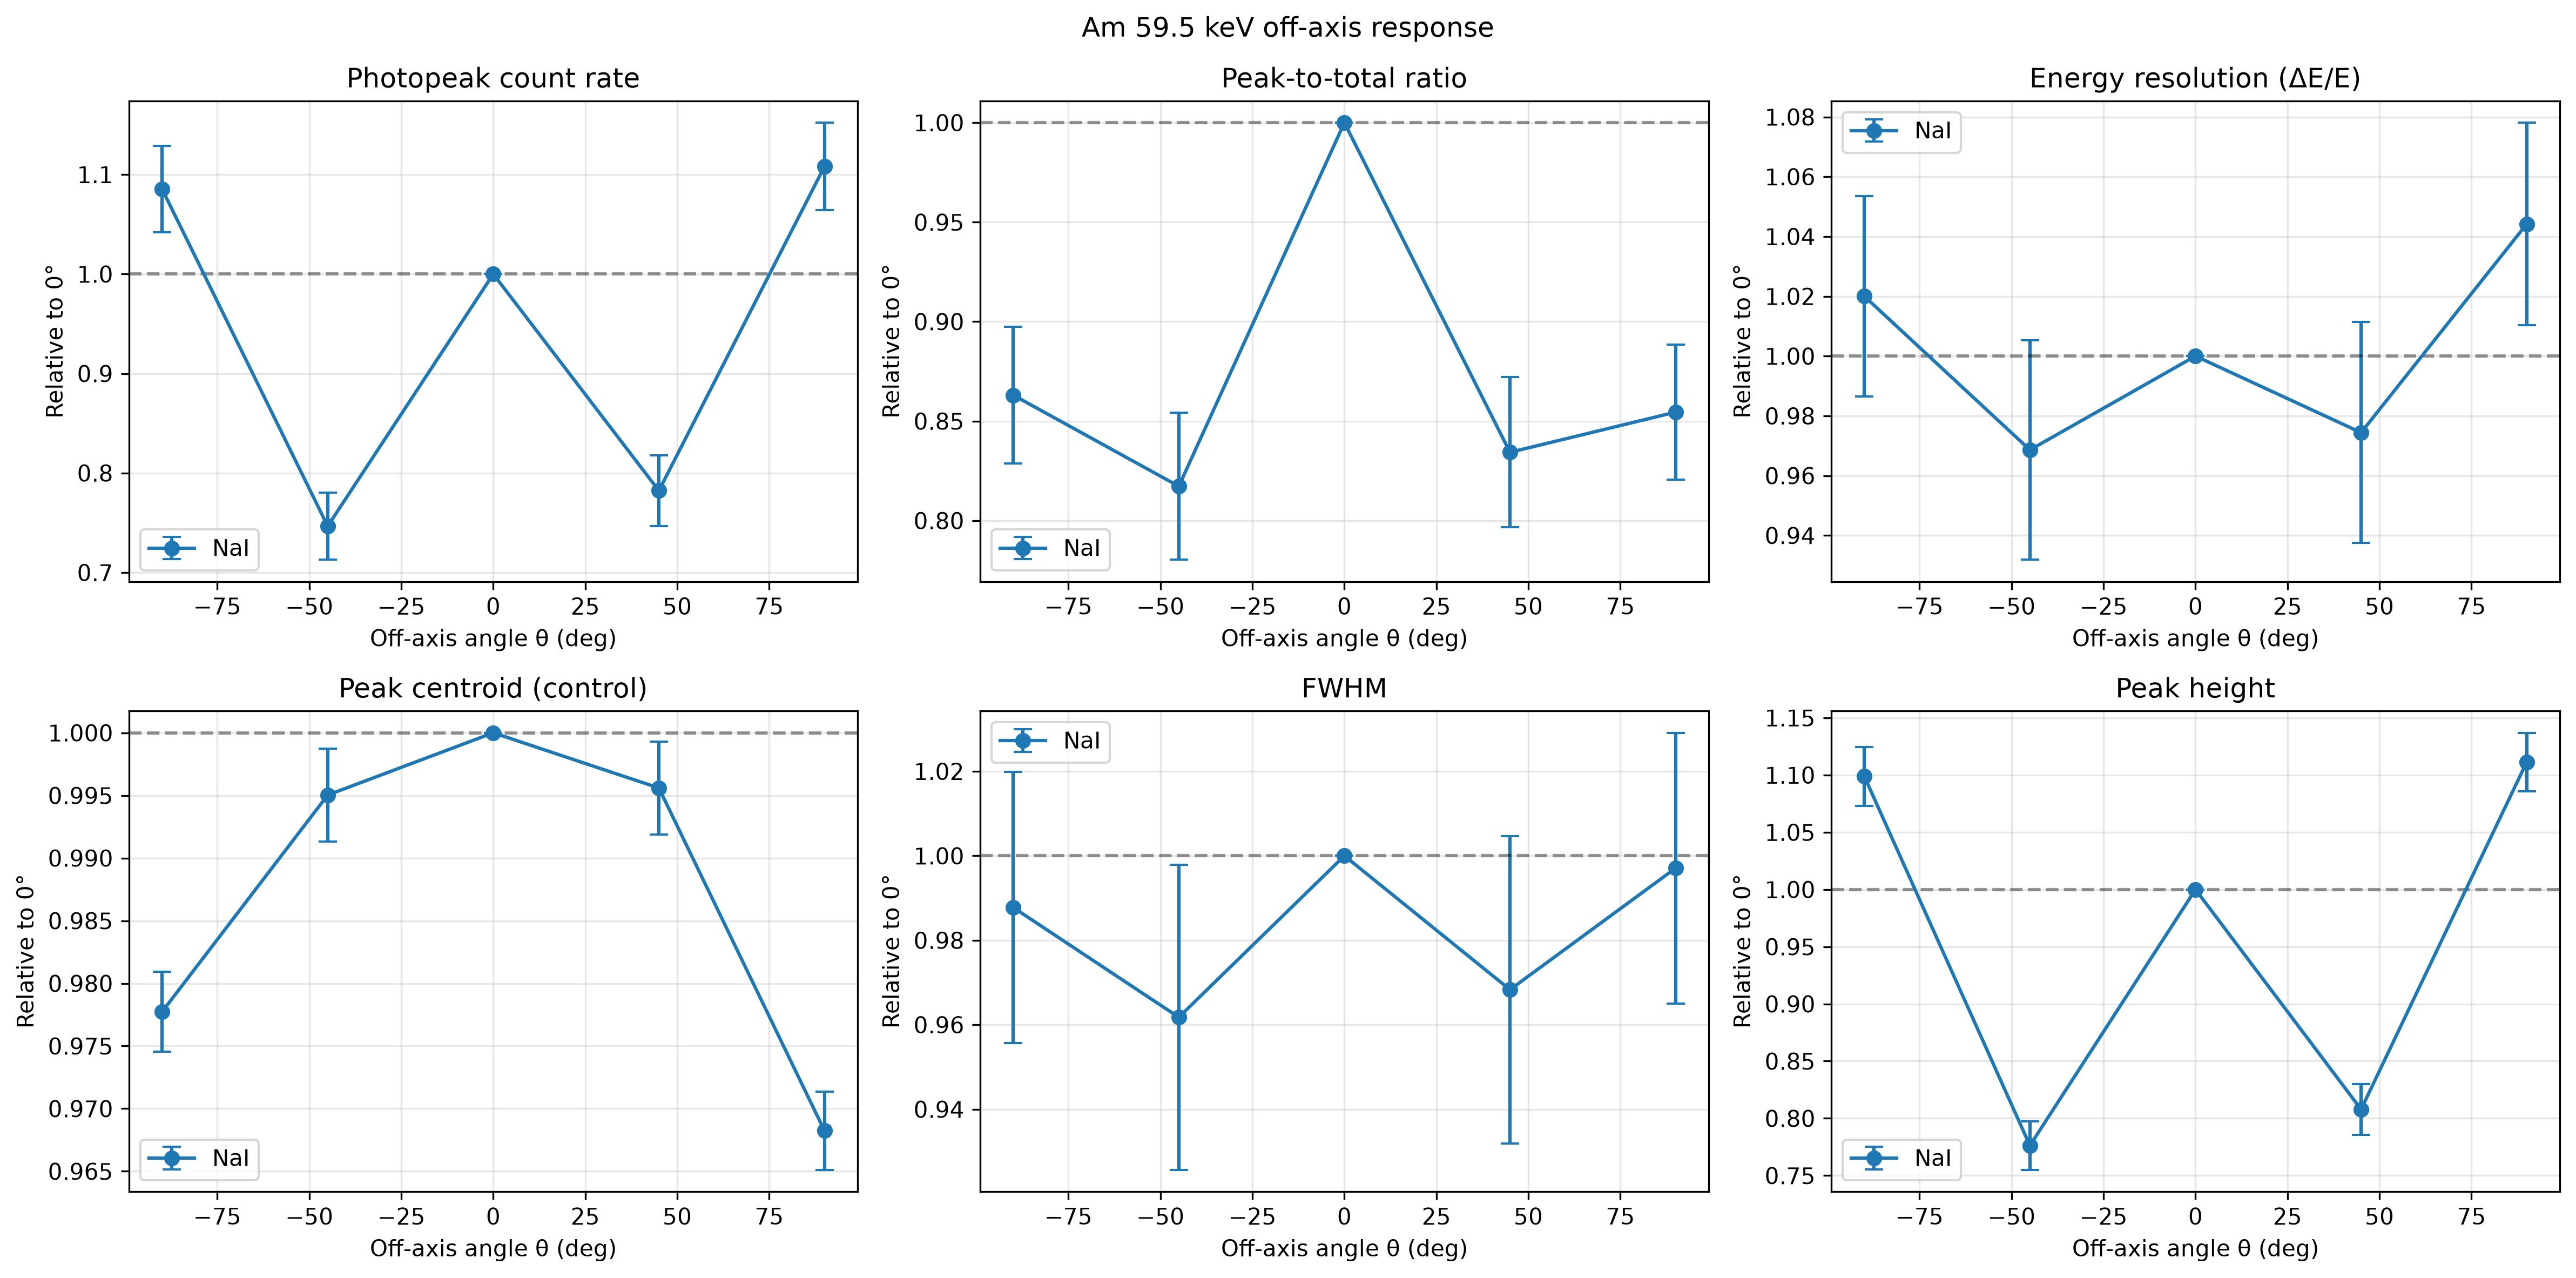 Am 59.5 keV off-axis response
Photopeak count rate
Relative to 0°
1.1
1.0
0.9
0.8
0.7
NaI
−75 −50 −25 0 25 50 75
Off-axis angle θ (deg)
Peak-to-total ratio
Relative to 0°
1.00
0.95
0.90
0.85
0.80
NaI
−75 −50 −25 0 25 50 75
Off-axis angle θ (deg)
Energy resolution (ΔE/E)
Relative to 0°
1.08
1.06
1.04
1.02
1.00
0.98
0.96
0.94
NaI
−75 −50 −25 0 25 50 75
Off-axis angle θ (deg)
Peak centroid (control)
Relative to 0°
1.000
0.995
0.990
0.985
0.980
0.975
0.970
0.965
NaI
−75 −50 −25 0 25 50 75
Off-axis angle θ (deg)
FWHM
Relative to 0°
1.02
1.00
0.98
0.96
0.94
NaI
−75 −50 −25 0 25 50 75
Off-axis angle θ (deg)
Peak height
Relative to 0°
1.15
1.10
1.05
1.00
0.95
0.90
0.85
0.80
0.75
NaI
−75 −50 −25 0 25 50 75
Off-axis angle θ (deg)